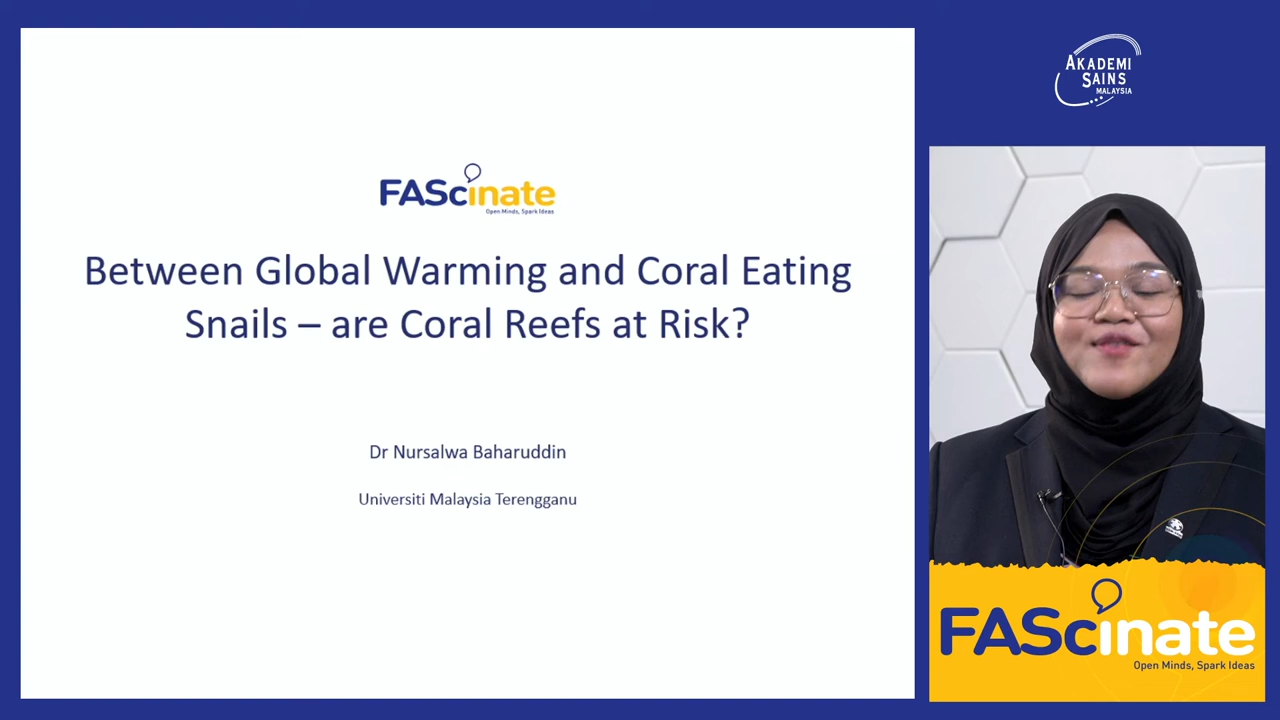 FAScinate
Open Minds, Spark Ideas
Between Global Warming and Coral Eating
Snails – are Coral Reefs at Risk?
Dr Nursalwa Baharuddin
Universiti Malaysia Terengganu
AKADEMI
SAINS
MALAYSIA
FAScinate
Open Minds, Spark Ideas